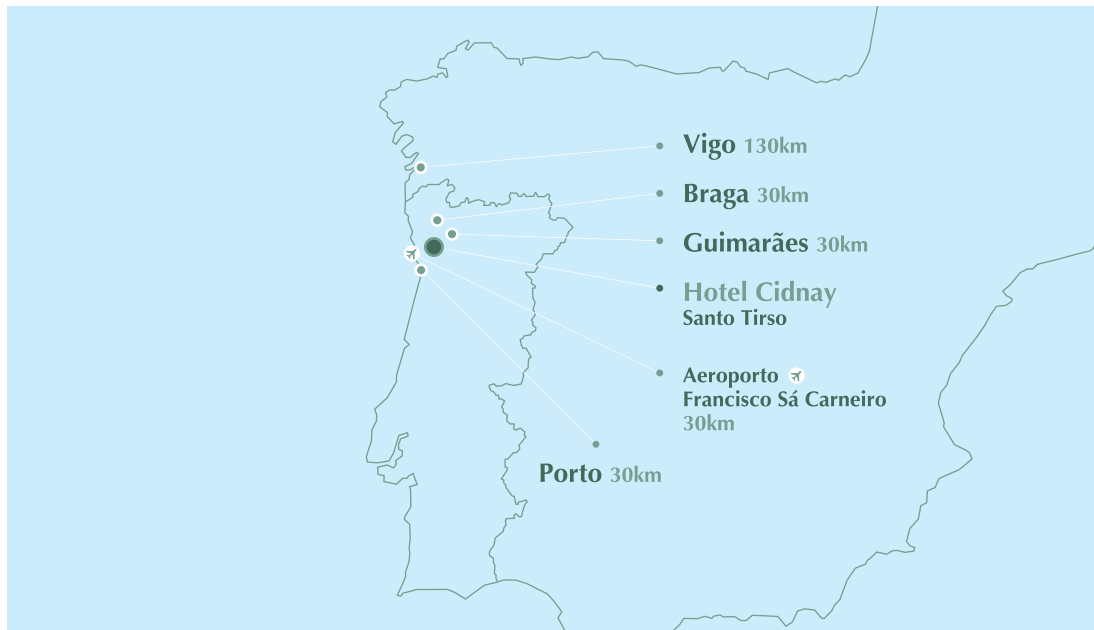 Vigo 130km
Braga 30km
Guimarães 30km
Hotel Cidnay
Santo Tirso
Aeroporto
Francisco Sá Carneiro
30km
Porto 30km